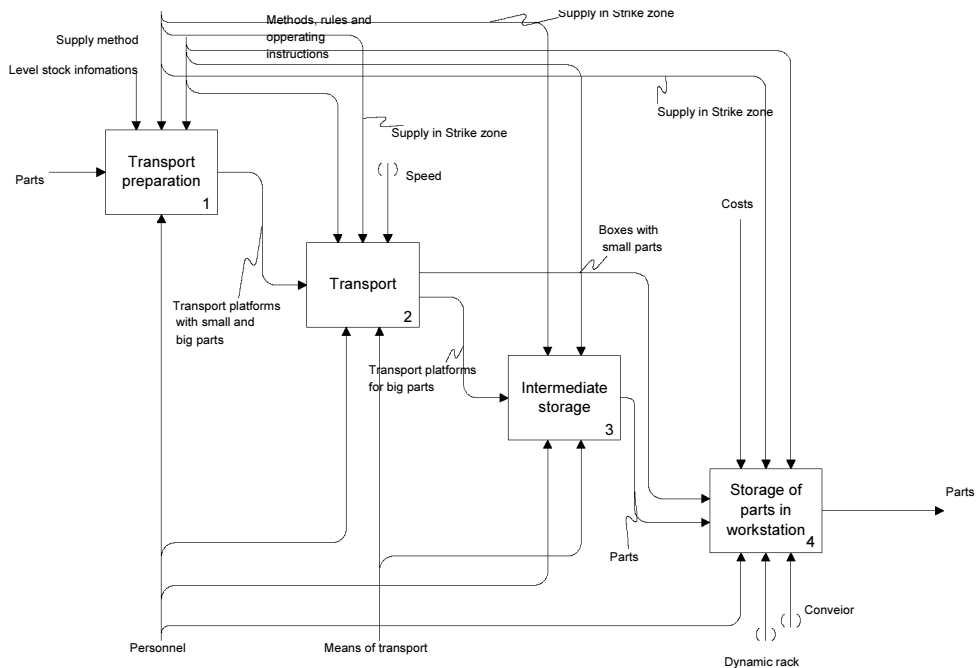 Supply in Strike zone
Methods, rules and
opperating
instructions
Supply method
Level stock infomations
Supply in Strike zone
Supply in Strike zone
Transport
preparation
1
Parts
Speed
Costs
Boxes with
small parts
Transport
2
Transport platforms
with small and
big parts
Transport platforms
for big parts
Intermediate
storage
3
Storage of
parts in
workstation
4
Parts
Parts
Conveior
Personnel
Means of transport
Dynamic rack